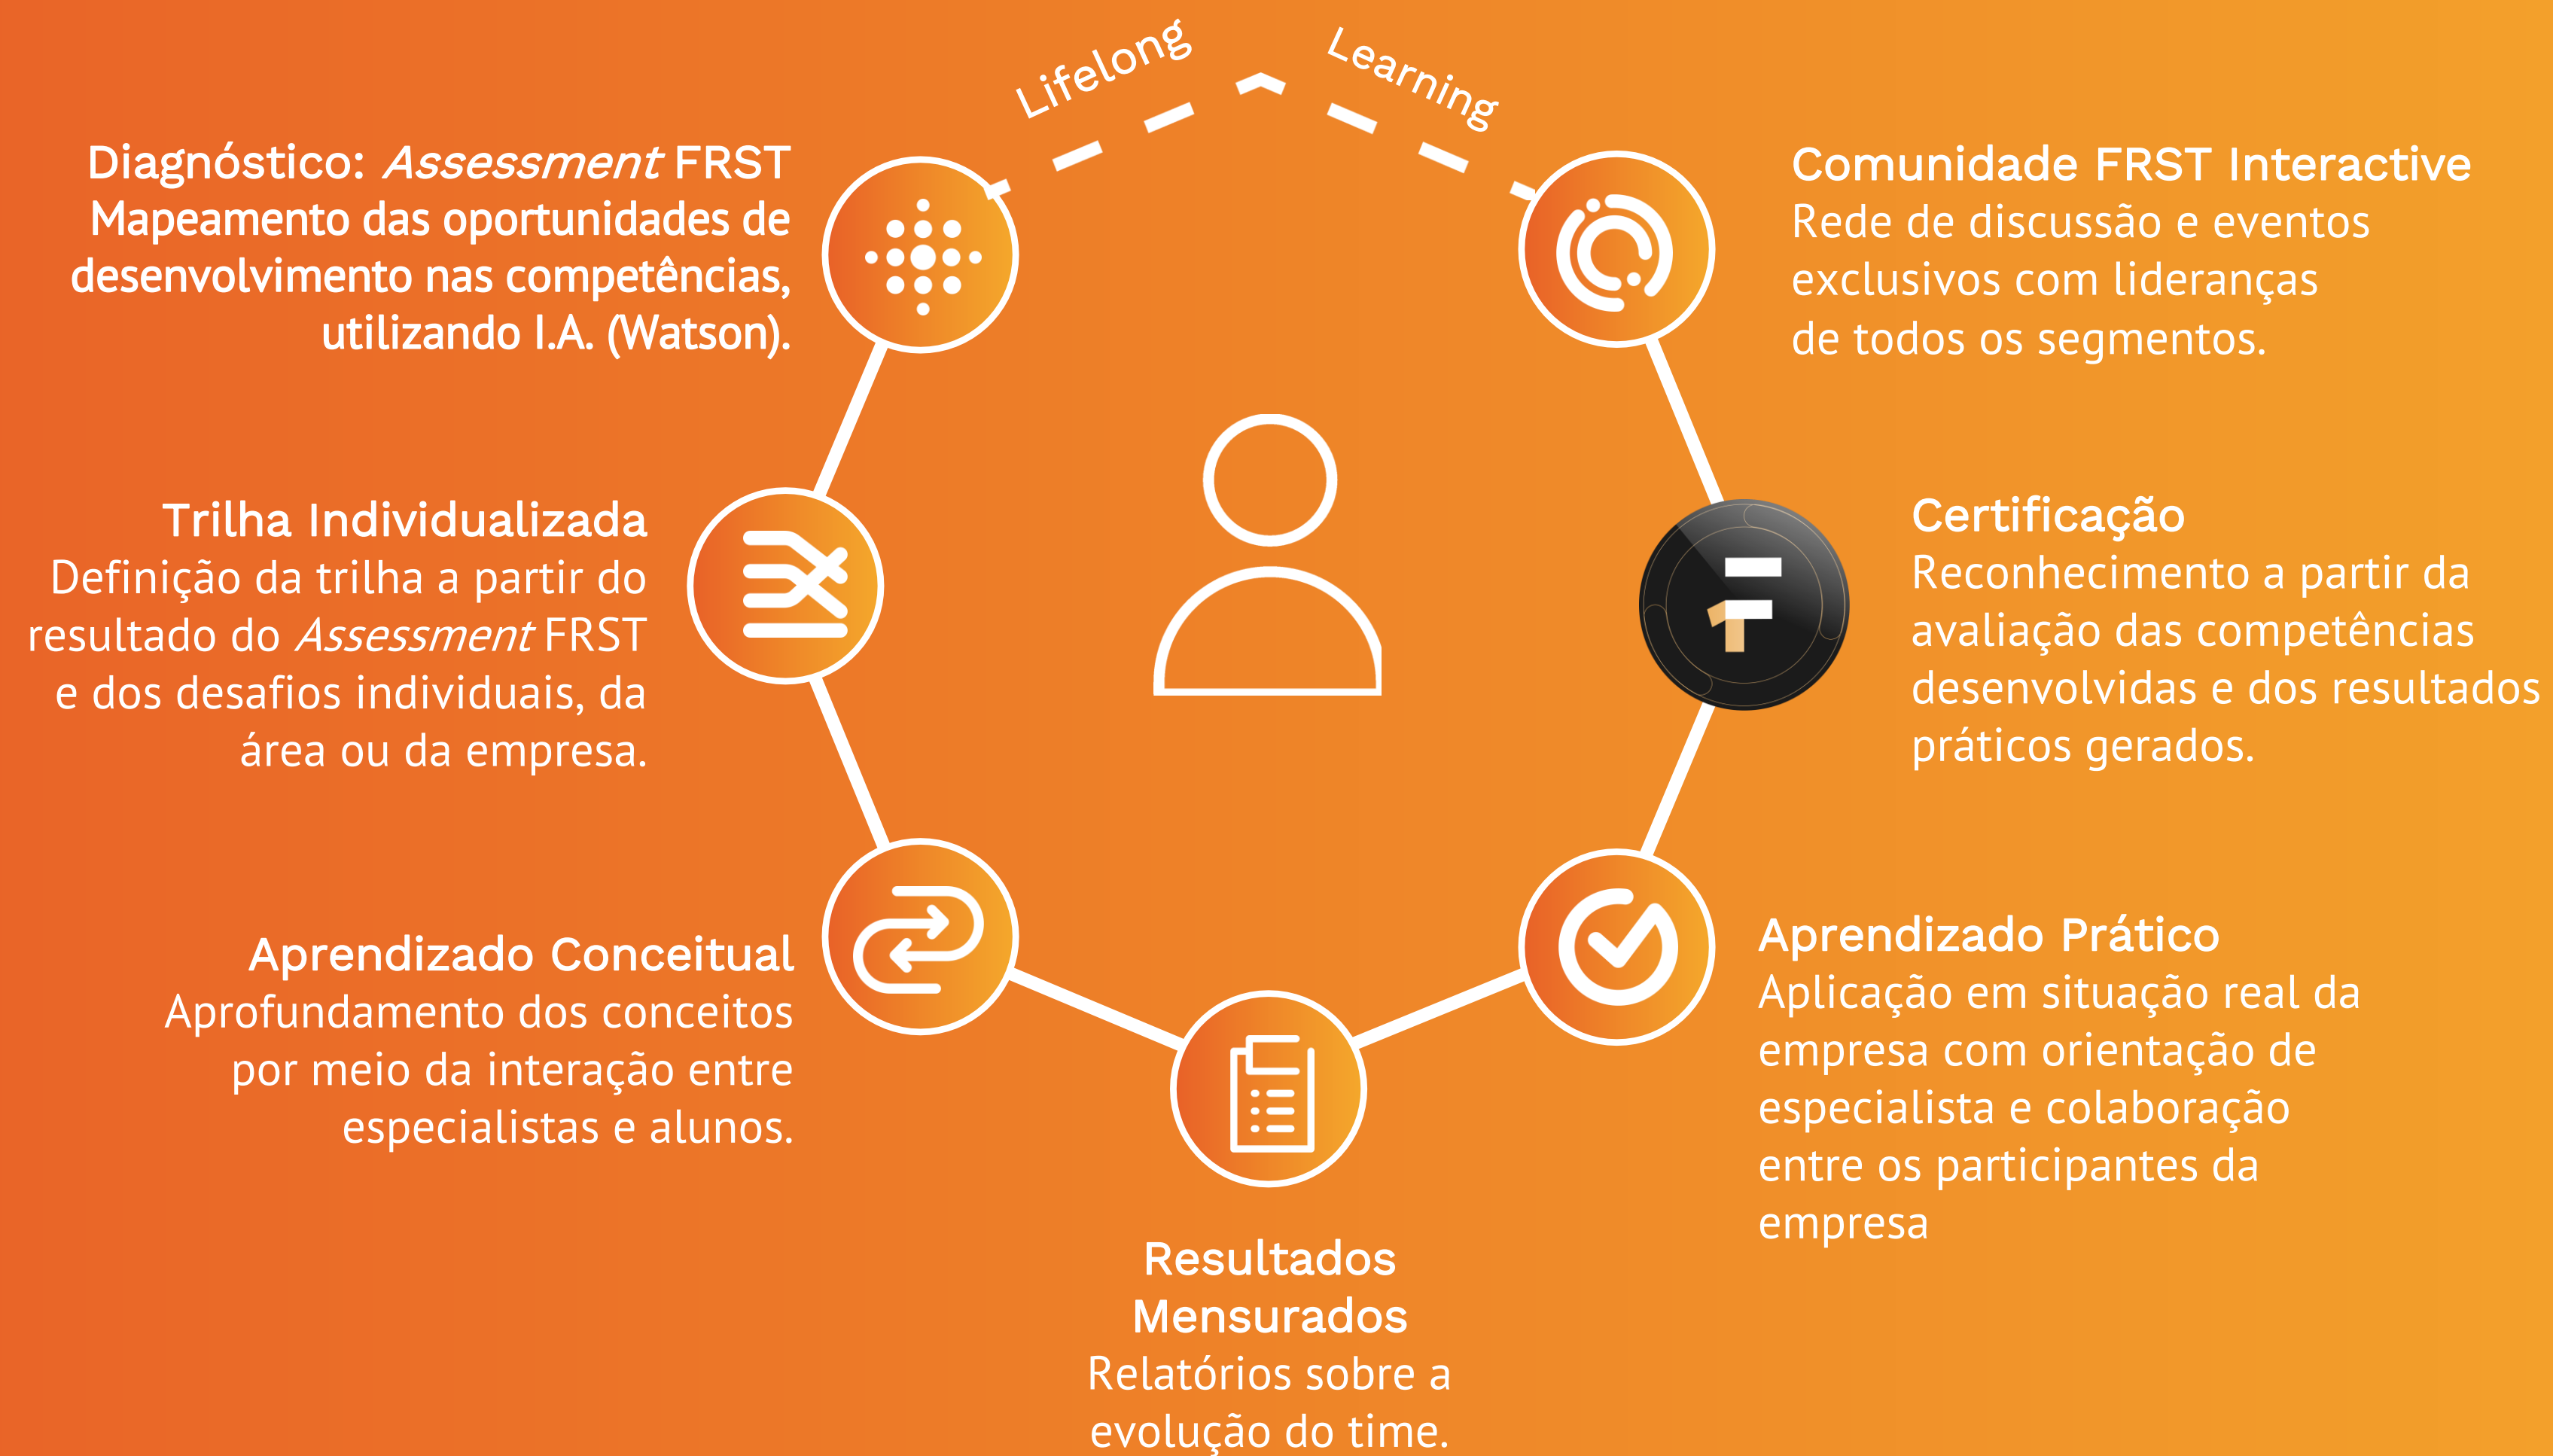 Lifelong
Learning
Diagnóstico: Assessment FRST
Mapeamento das oportunidades de
desenvolvimento nas competências,
utilizando I.A. (Watson).
Trilha Individualizada
Definição da trilha a partir do
resultado do Assessment FRST
e dos desafios individuais, da
área ou da empresa.
Aprendizado Conceitual
Aprofundamento dos conceitos
por meio da interação entre
especialistas e alunos.
Resultados
Mensurados
Relatórios sobre a
evolução do time.
Aprendizado Prático
Aplicação em situação real da
empresa com orientação de
especialista e colaboração
entre os participantes da
empresa
Certificação
Reconhecimento a partir da
avaliação das competências
desenvolvidas e dos resultados
práticos gerados.
Comunidade FRST Interactive
Rede de discussão e eventos
exclusivos com lideranças
de todos os segmentos.